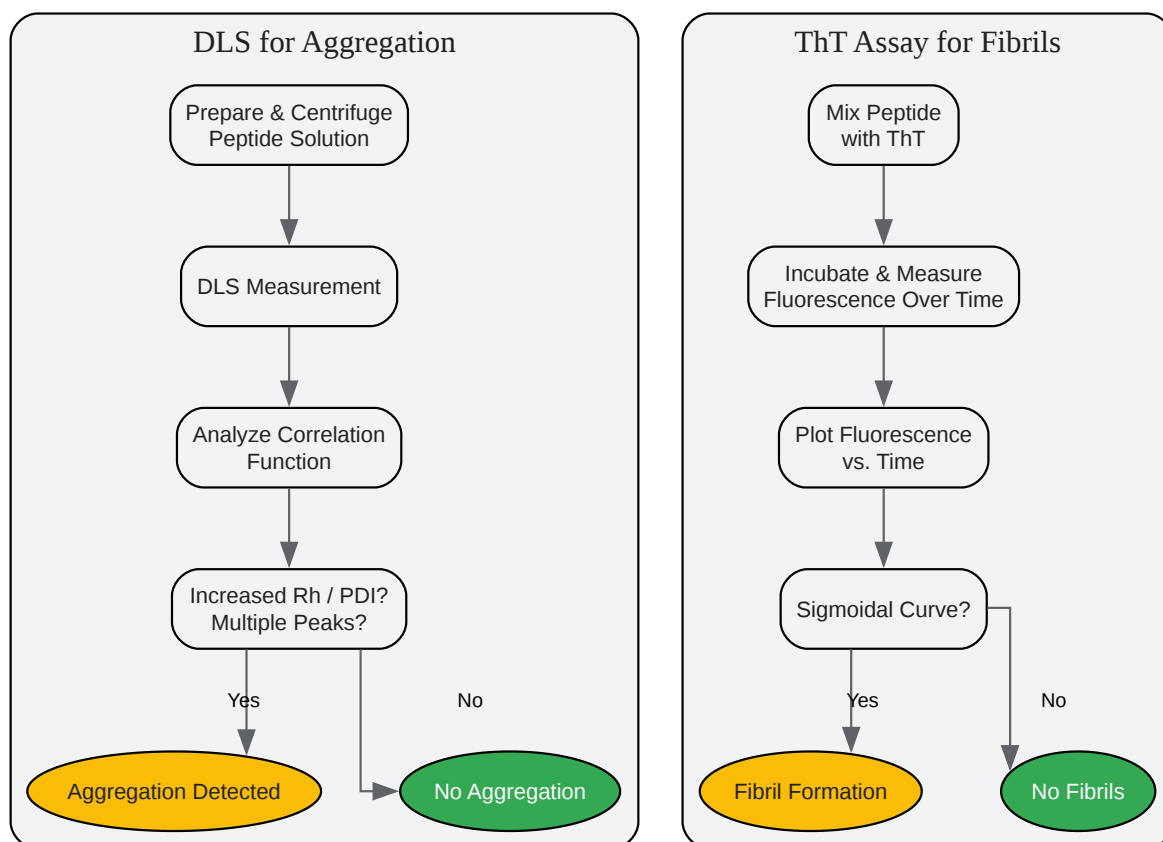 DLS for Aggregation
Prepare & Centrifuge
Peptide Solution
DLS Measurement
Analyze Correlation
Function
Increased Rh / PDI?
Multiple Peaks?
Yes
No
Aggregation Detected
No Aggregation
ThT Assay for Fibrils
Mix Peptide
with ThT
Incubate & Measure
Fluorescence Over Time
Plot Fluorescence
vs. Time
Sigmoidal Curve?
Yes
No
Fibril Formation
No Fibrils